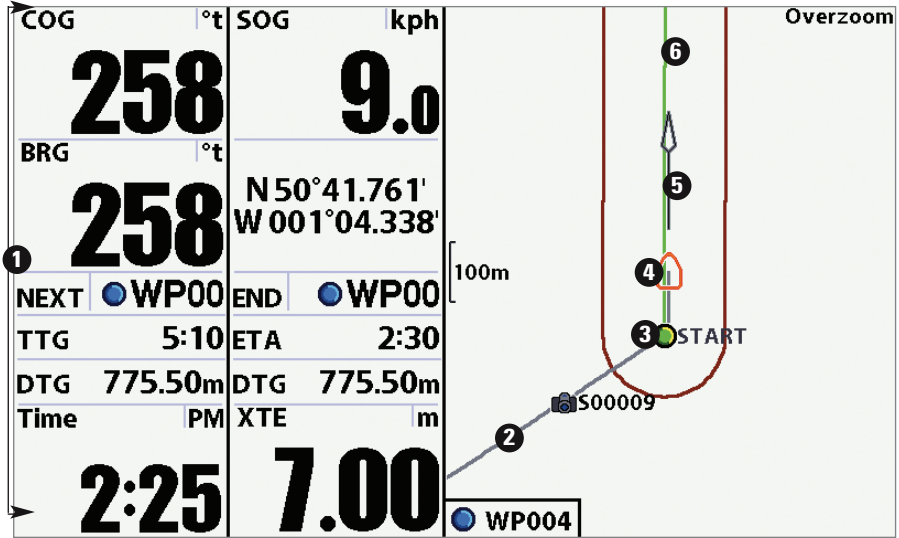 COG °t
258
BRG °t
258
NEXT WP00
TTG 5:10
DTG 775.50m
Time PM
2:25
SOG kph
9.0
N 50°41.761'
W 001°04.338'
END WP00
ETA 2:30
DTG 775.50m
XTE m
7.00
Overzoom
6
5
100m
4
3 START
S00009
2
WP004
1